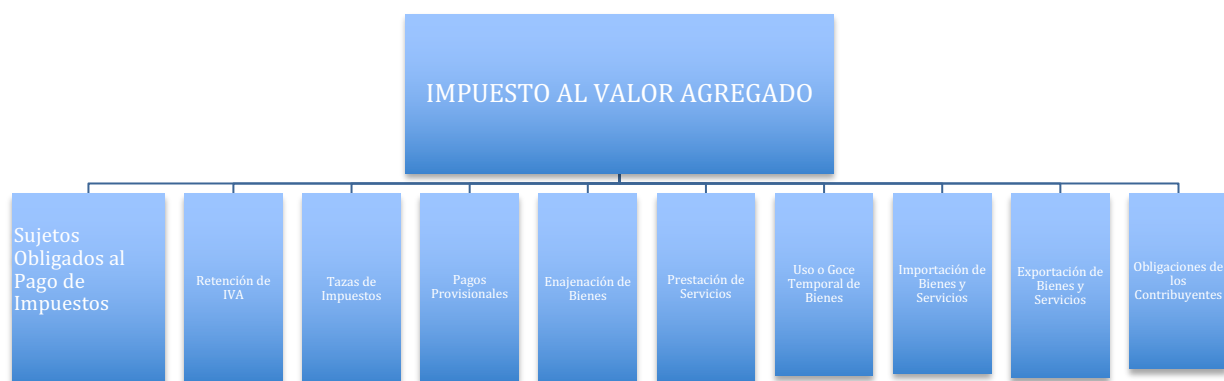 IMPUESTO AL VALOR AGREGADO
Sujetos
Obligados al
Pago de
Impuestos
Retención de
IVA
Tazas de
Impuestos
Pagos
Provisionales
Enajenación de
Bienes
Prestación de
Servicios
Uso o Goce
Temporal de
Bienes
Importación de
Bienes y
Servicios
Exportación de
Bienes y
Servicios
Obligaciones de
los
Contribuyentes